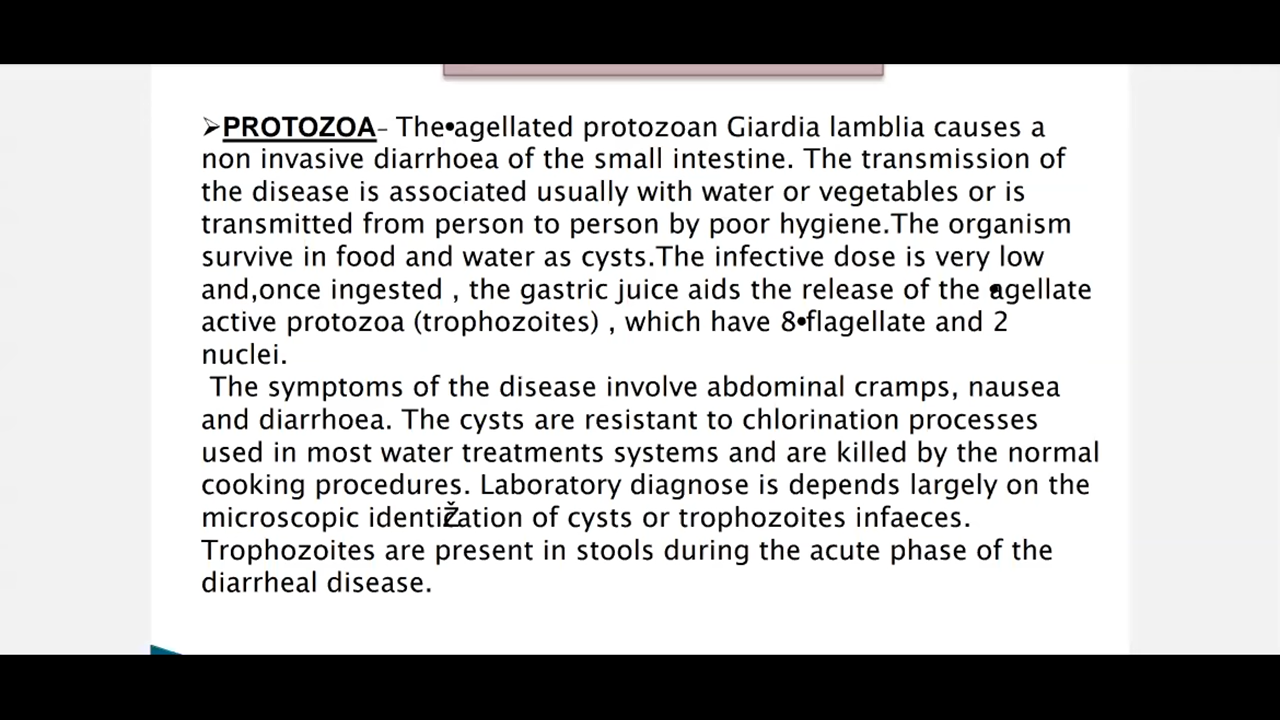 ➢PROTOZOA– The•agellated protozoan Giardia lamblia causes a
non invasive diarrhoea of the small intestine. The transmission of
the disease is associated usually with water or vegetables or is
transmitted from person to person by poor hygiene.The organism
survive in food and water as cysts.The infective dose is very low
and,once ingested , the gastric juice aids the release of the •agellate
active protozoa (trophozoites) , which have 8•flagellate and 2
nuclei.
The symptoms of the disease involve abdominal cramps, nausea
and diarrhoea. The cysts are resistant to chlorination processes
used in most water treatments systems and are killed by the normal
cooking procedures. Laboratory diagnose is depends largely on the
microscopic identižcation of cysts or trophozoites infaeces.
Trophozoites are present in stools during the acute phase of the
diarrheal disease.